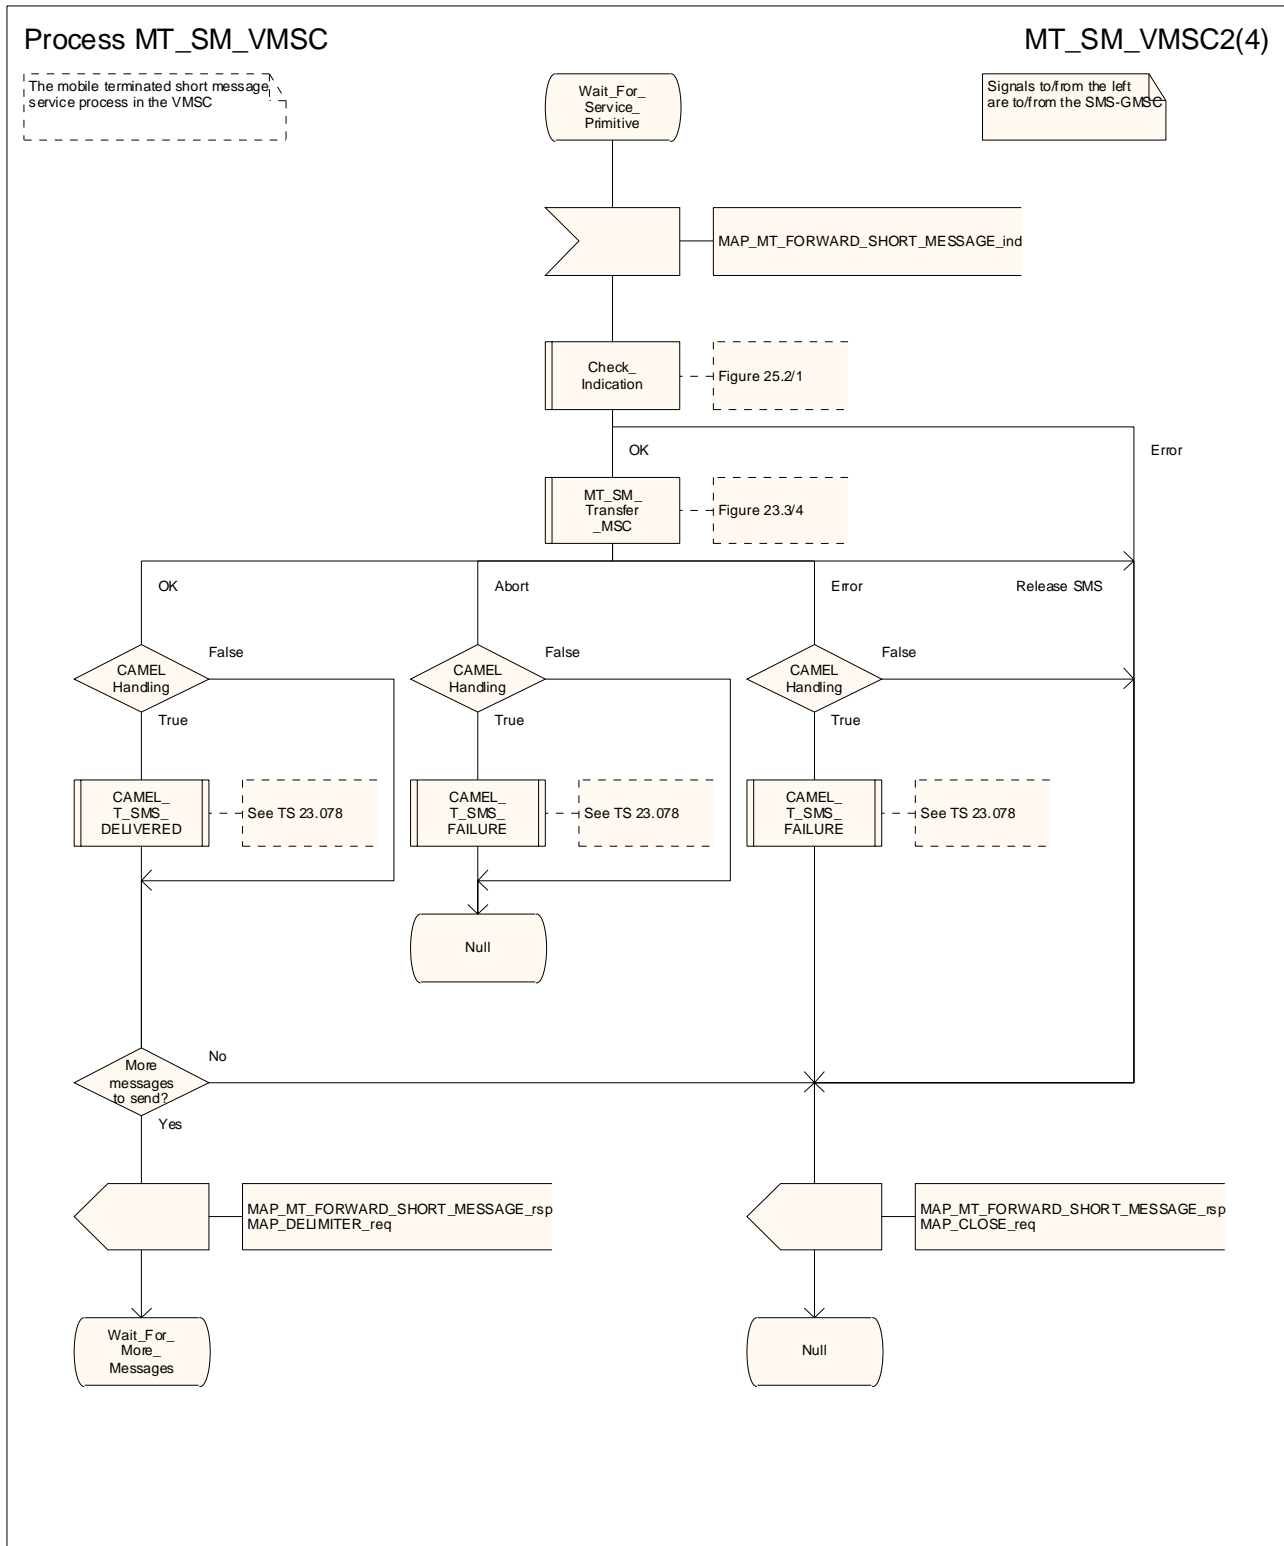 Process MT_SM_VMSC
MT_SM_VMSC2(4)
The mobile terminated short message
service process in the VMSC
Wait_For_
Service_
Primitive
Signals to/from the left
are to/from the SMS-GMSC
MAP_MT_FORWARD_SHORT_MESSAGE_ind
Check_
Indication
Figure 25.2/1
OK
Error
MT_SM_
Transfer
_MSC
Figure 23.3/4
OK
Abort
Error
Release SMS
CAMEL
Handling
False
True
CAMEL
Handling
False
True
CAMEL
Handling
False
True
CAMEL_
T_SMS_
DELIVERED
See TS 23.078
CAMEL_
T_SMS_
FAILURE
See TS 23.078
CAMEL_
T_SMS_
FAILURE
See TS 23.078
Null
More
messages
to send?
No
Yes
MAP_MT_FORWARD_SHORT_MESSAGE_rsp
MAP_DELIMITER_req
MAP_MT_FORWARD_SHORT_MESSAGE_rsp
MAP_CLOSE_req
Wait_For_
More_
Messages
Null